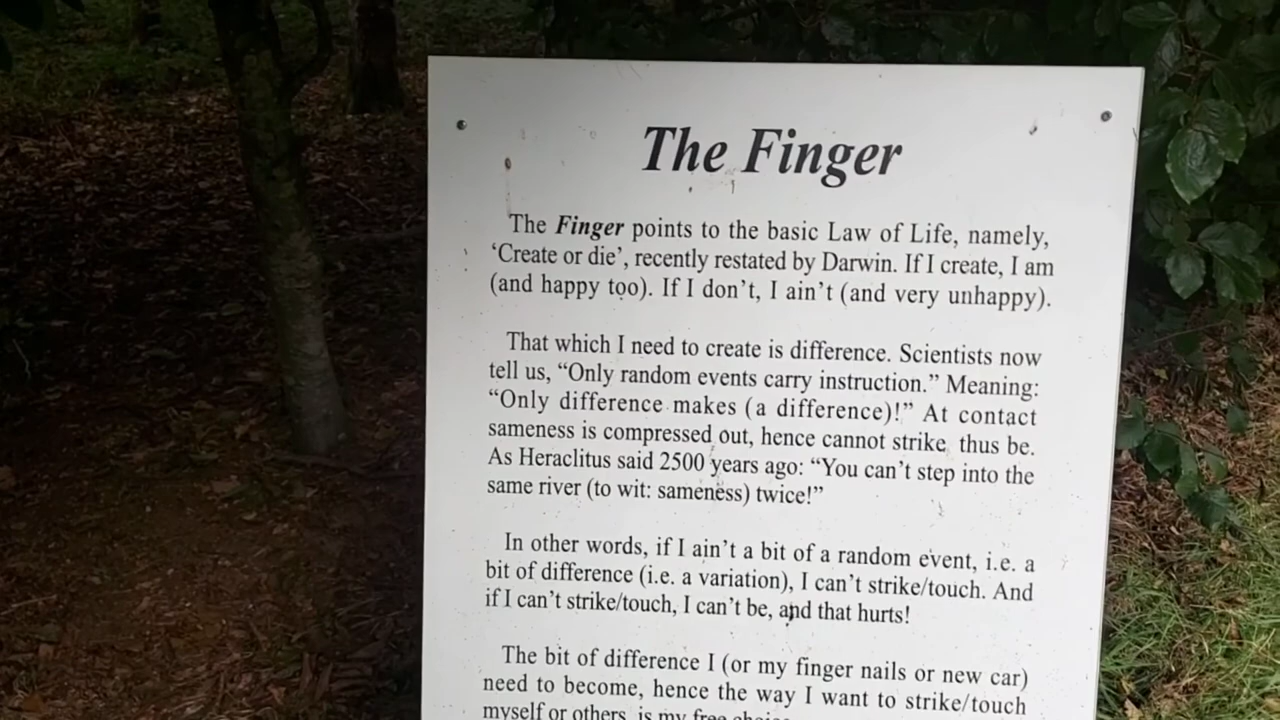 The Finger
The Finger points to the basic Law of Life, namely,
‘Create or die’, recently restated by Darwin. If I create, I am
(and happy too). If I don’t, I ain’t (and very unhappy).
That which I need to create is difference. Scientists now
tell us, “Only random events carry instruction.” Meaning:
“Only difference makes (a difference)!” At contact
sameness is compressed out, hence cannot strike, thus be.
As Heraclitus said 2500 years ago: “You can’t step into the
same river (to wit: sameness) twice!”
In other words, if I ain’t a bit of a random event, i.e. a
bit of difference (i.e. a variation), I can’t strike/touch. And
if I can’t strike/touch, I can’t be, and that hurts!
The bit of difference I (or my finger nails or new car)
need to become, hence the way I want to strike/touch
myself or others, is my free choice